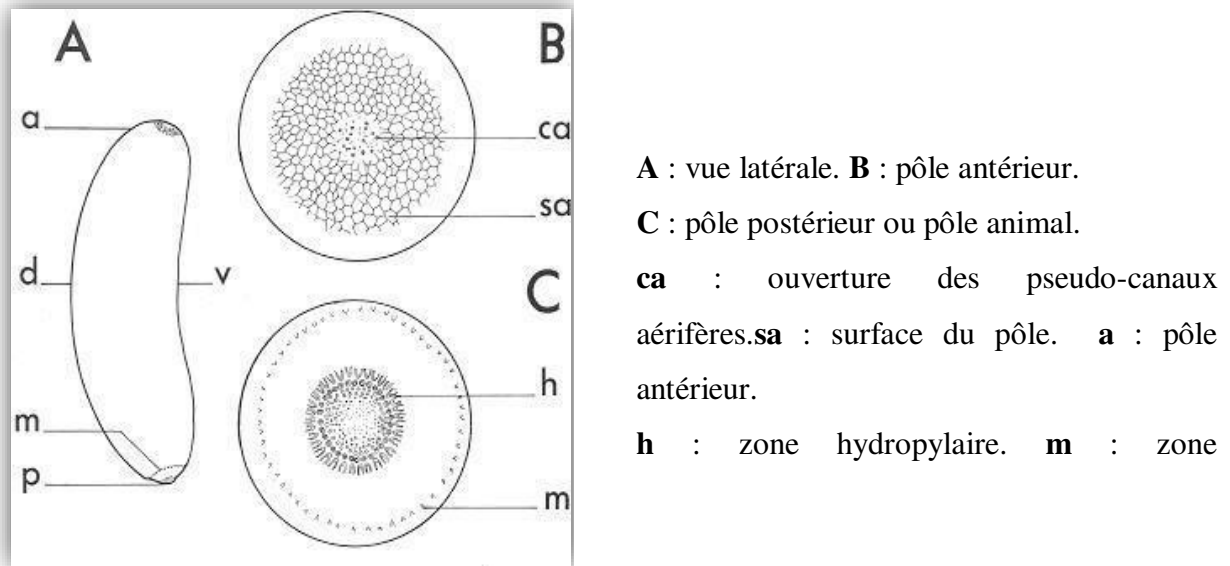 A
B
a
ca
sa
d
v
C
m
h
p
m
A : vue latérale. B : pôle antérieur.
C : pôle postérieur ou pôle animal.
ca : ouverture des pseudo-canaux
aérifères.sa : surface du pôle. a : pôle
antérieur.
h : zone hydropylaire. m : zone